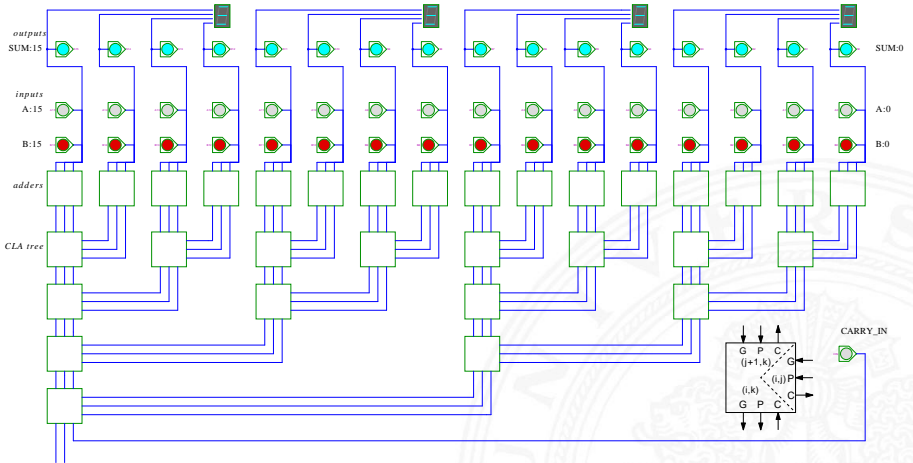 outputs
SUM:15
SUM:0
inputs
A:15
A:0
B:15
B:0
adders
CLA tree
CARRY_IN
G P C
(j+1,k)
G
(i,j) P
(i,k)
C
G P C